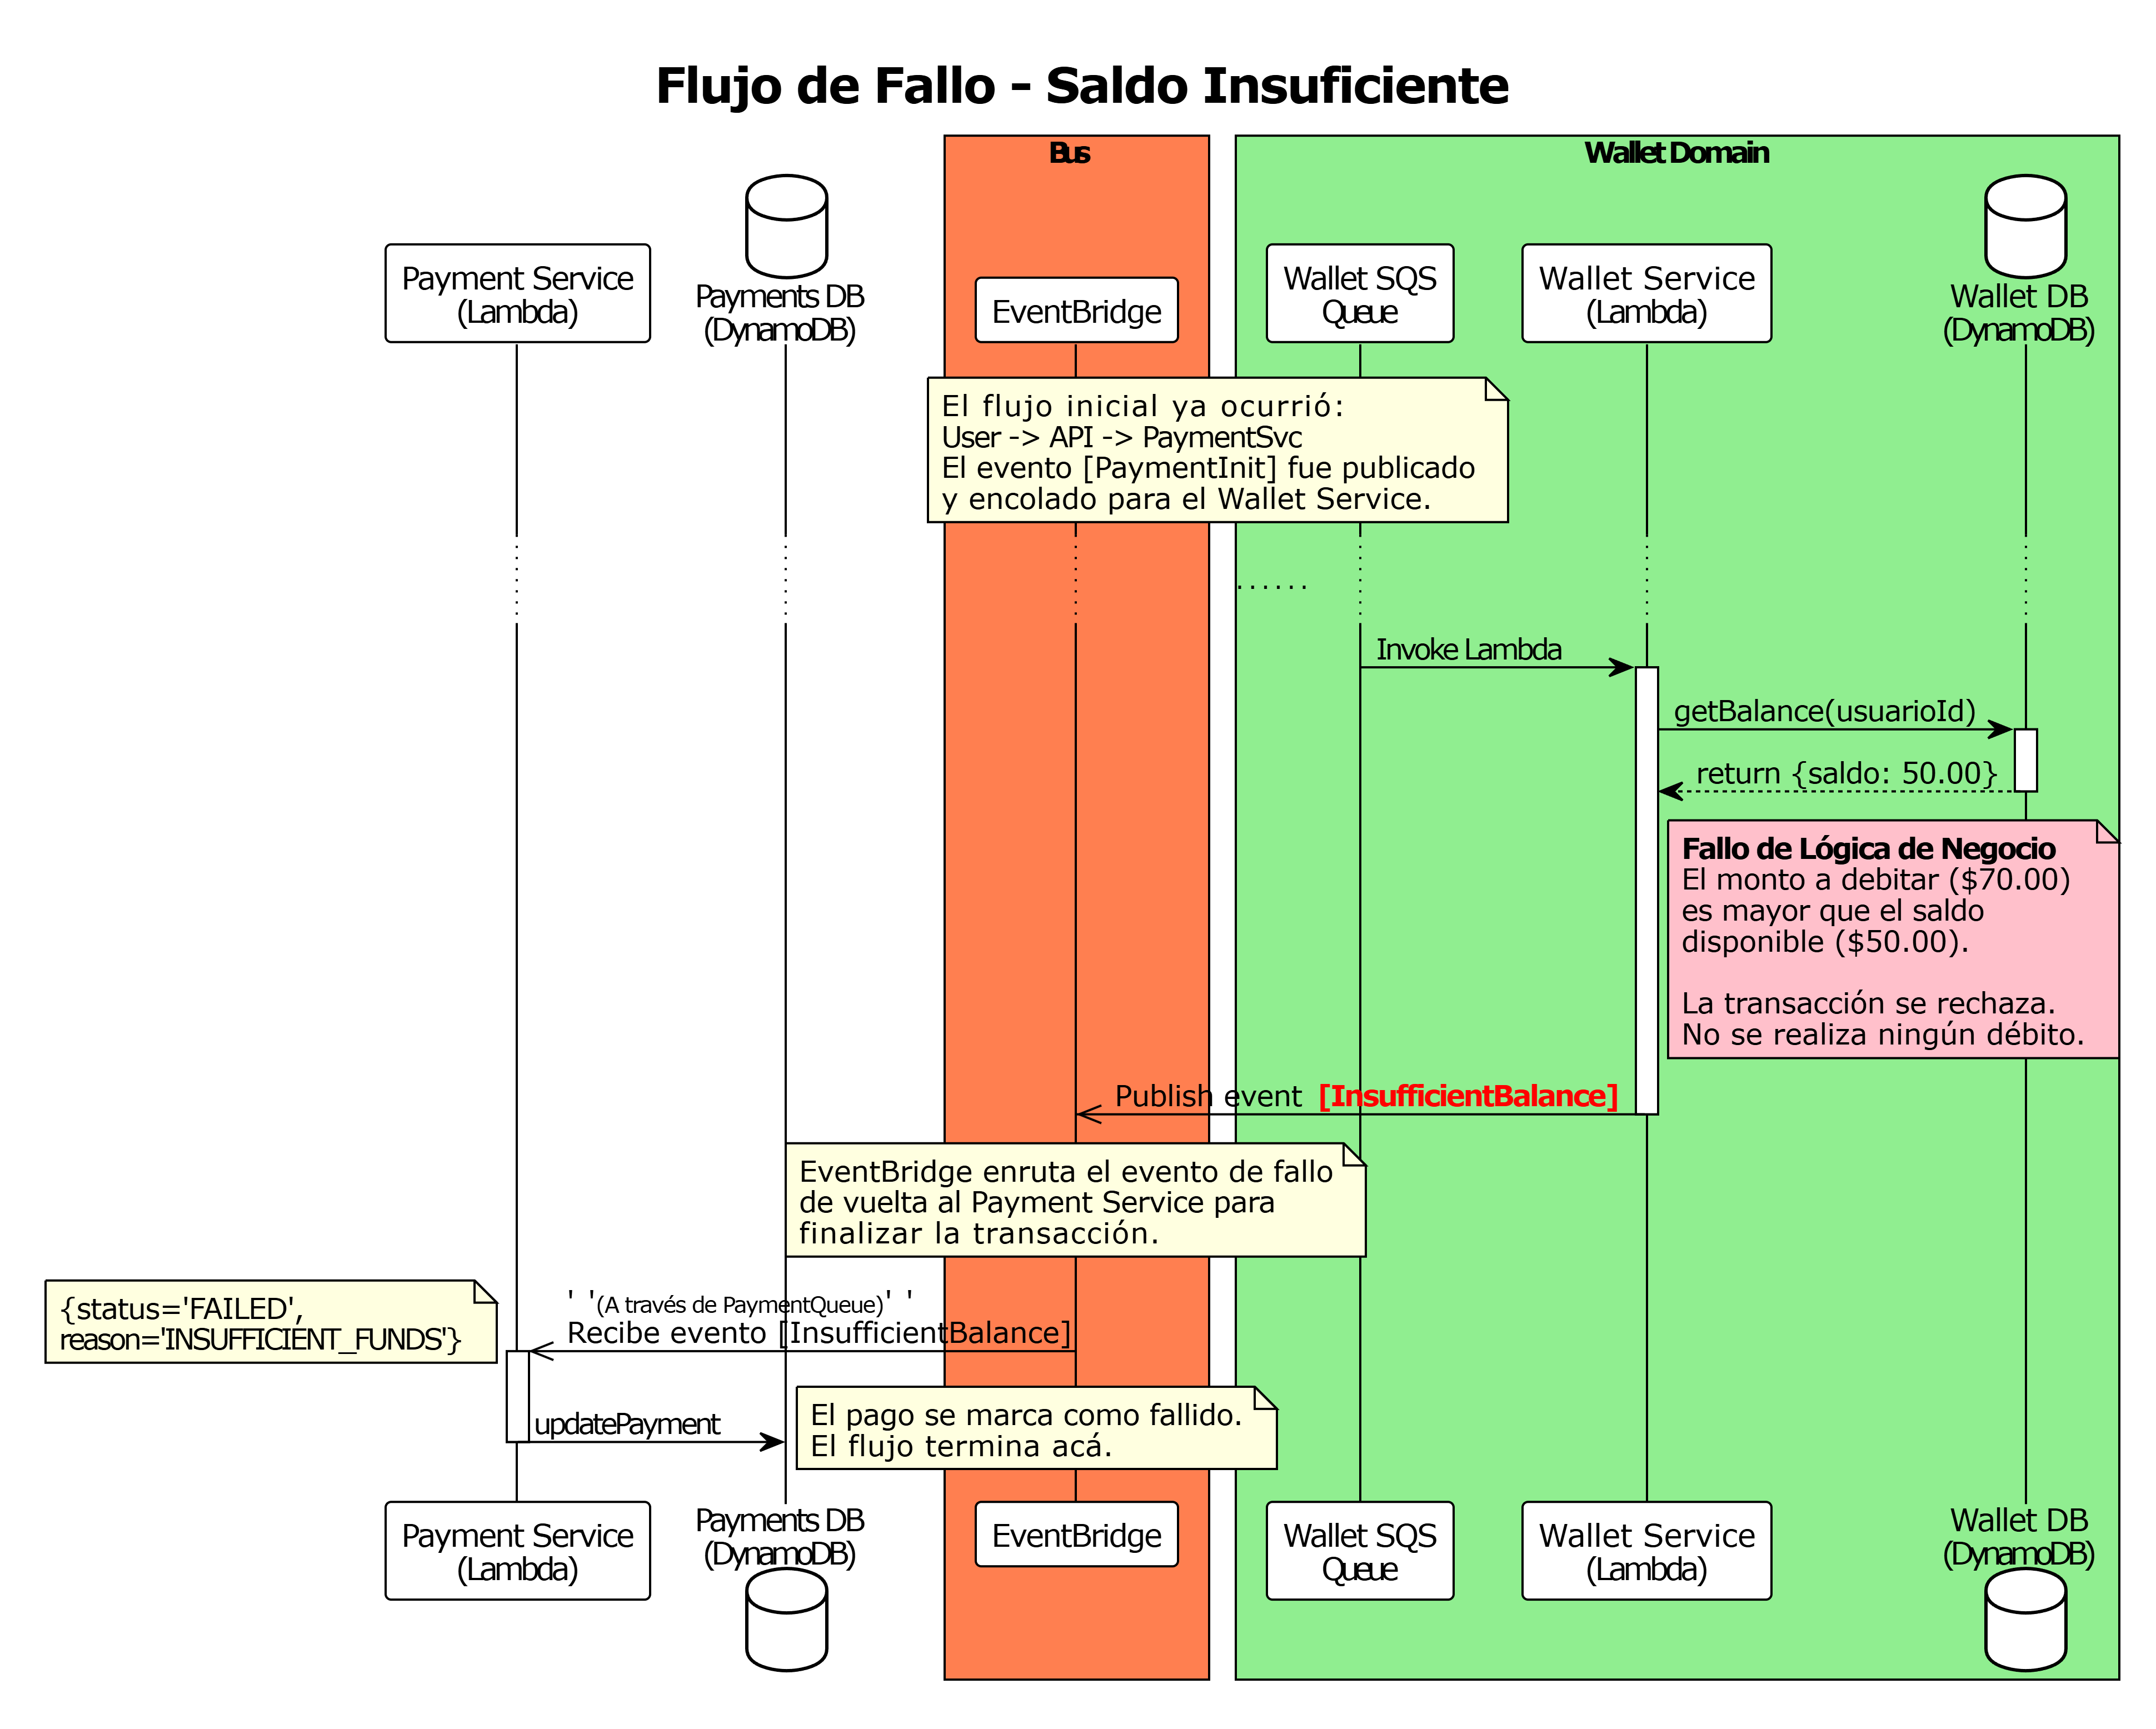 Flujo de Fallo - Saldo Insuficiente
Bus
Wallet Domain
Payment Service
(Lambda)
Payments DB
(DynamoDB)
EventBridge
Wallet SQS
Queue
Wallet Service
(Lambda)
Wallet DB
(DynamoDB)
El flujo inicial ya ocurrió:
User -> API -> PaymentSvc
El evento [PaymentInit] fue publicado
y encolado para el Wallet Service.
......
Invoke Lambda
getBalance(usuarioId)
return {saldo: 50.00}
Fallo de Lógica de Negocio
El monto a debitar ($70.00)
es mayor que el saldo
disponible ($50.00).
La transacción se rechaza.
No se realiza ningún débito.
Publish event [InsufficientBalance]
EventBridge enruta el evento de fallo
de vuelta al Payment Service para
finalizar la transacción.
{status='FAILED',
reason='INSUFFICIENT_FUNDS'}
' '(A través de PaymentQueue)' '
Recibe evento [InsufficientBalance]
updatePayment
El pago se marca como fallido.
El flujo termina acá.
Payment Service
(Lambda)
Payments DB
(DynamoDB)
EventBridge
Wallet SQS
Queue
Wallet Service
(Lambda)
Wallet DB
(DynamoDB)